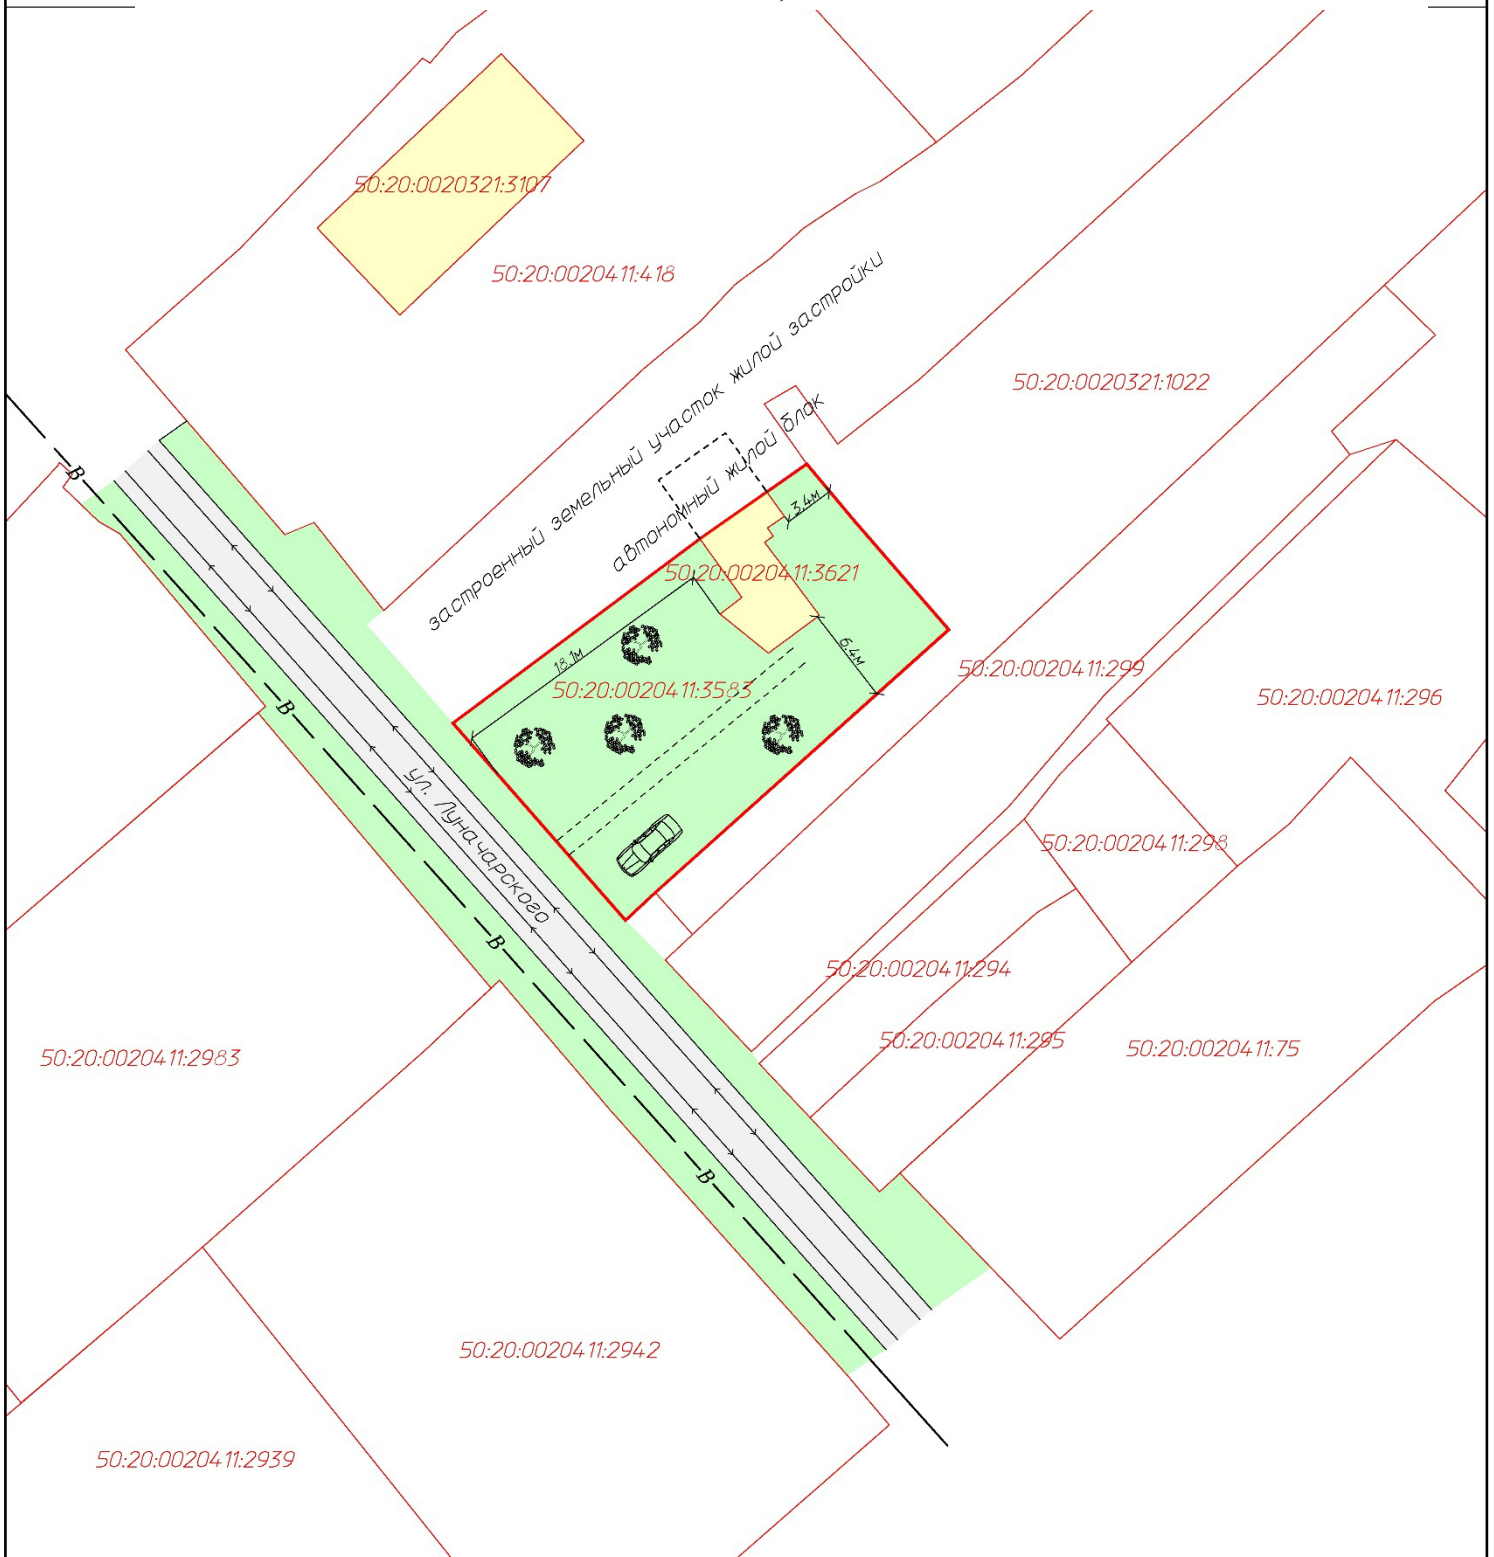 50:20:0020321:3107
50:20:0020411:418
застроенный земельный участок жилой застройки
50:20:0020321:1022
автономный жилой блок
В
3.4м
50:20:0020411:3621
18.1м
6.4м
50:20:0020411:299
50:20:0020411:3583
50:20:0020411:296
В
ул. Луначарского
50:20:0020411:298
В
50:20:0020411:294
50:20:0020411:295
50:20:0020411:75
50:20:0020411:2983
В
50:20:0020411:2942
50:20:0020411:2939